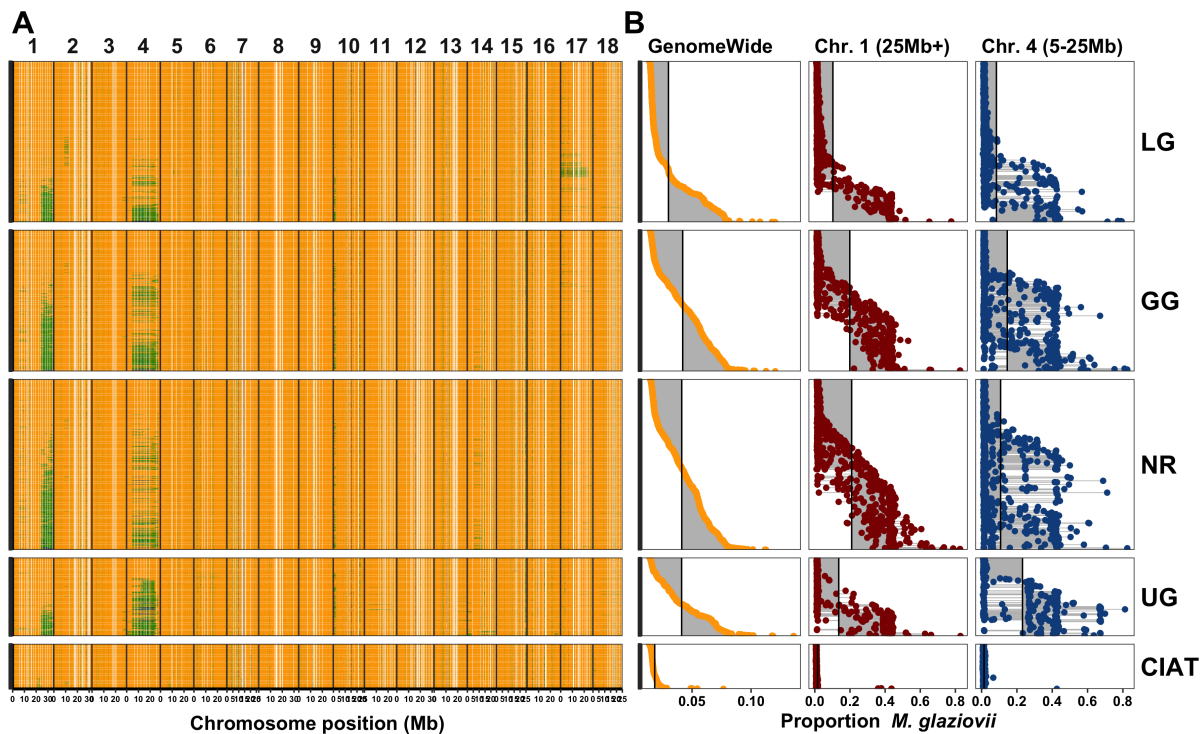 A
1 2 3 4 5 6 7 8 9 10 11 12 13 14 15 16 17 18
Chromosome position (Mb)
B
GenomeWide Chr. 1 (25Mb+) Chr. 4 (5-25Mb)
LG
GG
NR
UG
CIAT
0.05 0.10 0 0.2 0.4 0.6 0.8 0 0.2 0.4 0.6 0.8
Proportion M. glaziovii